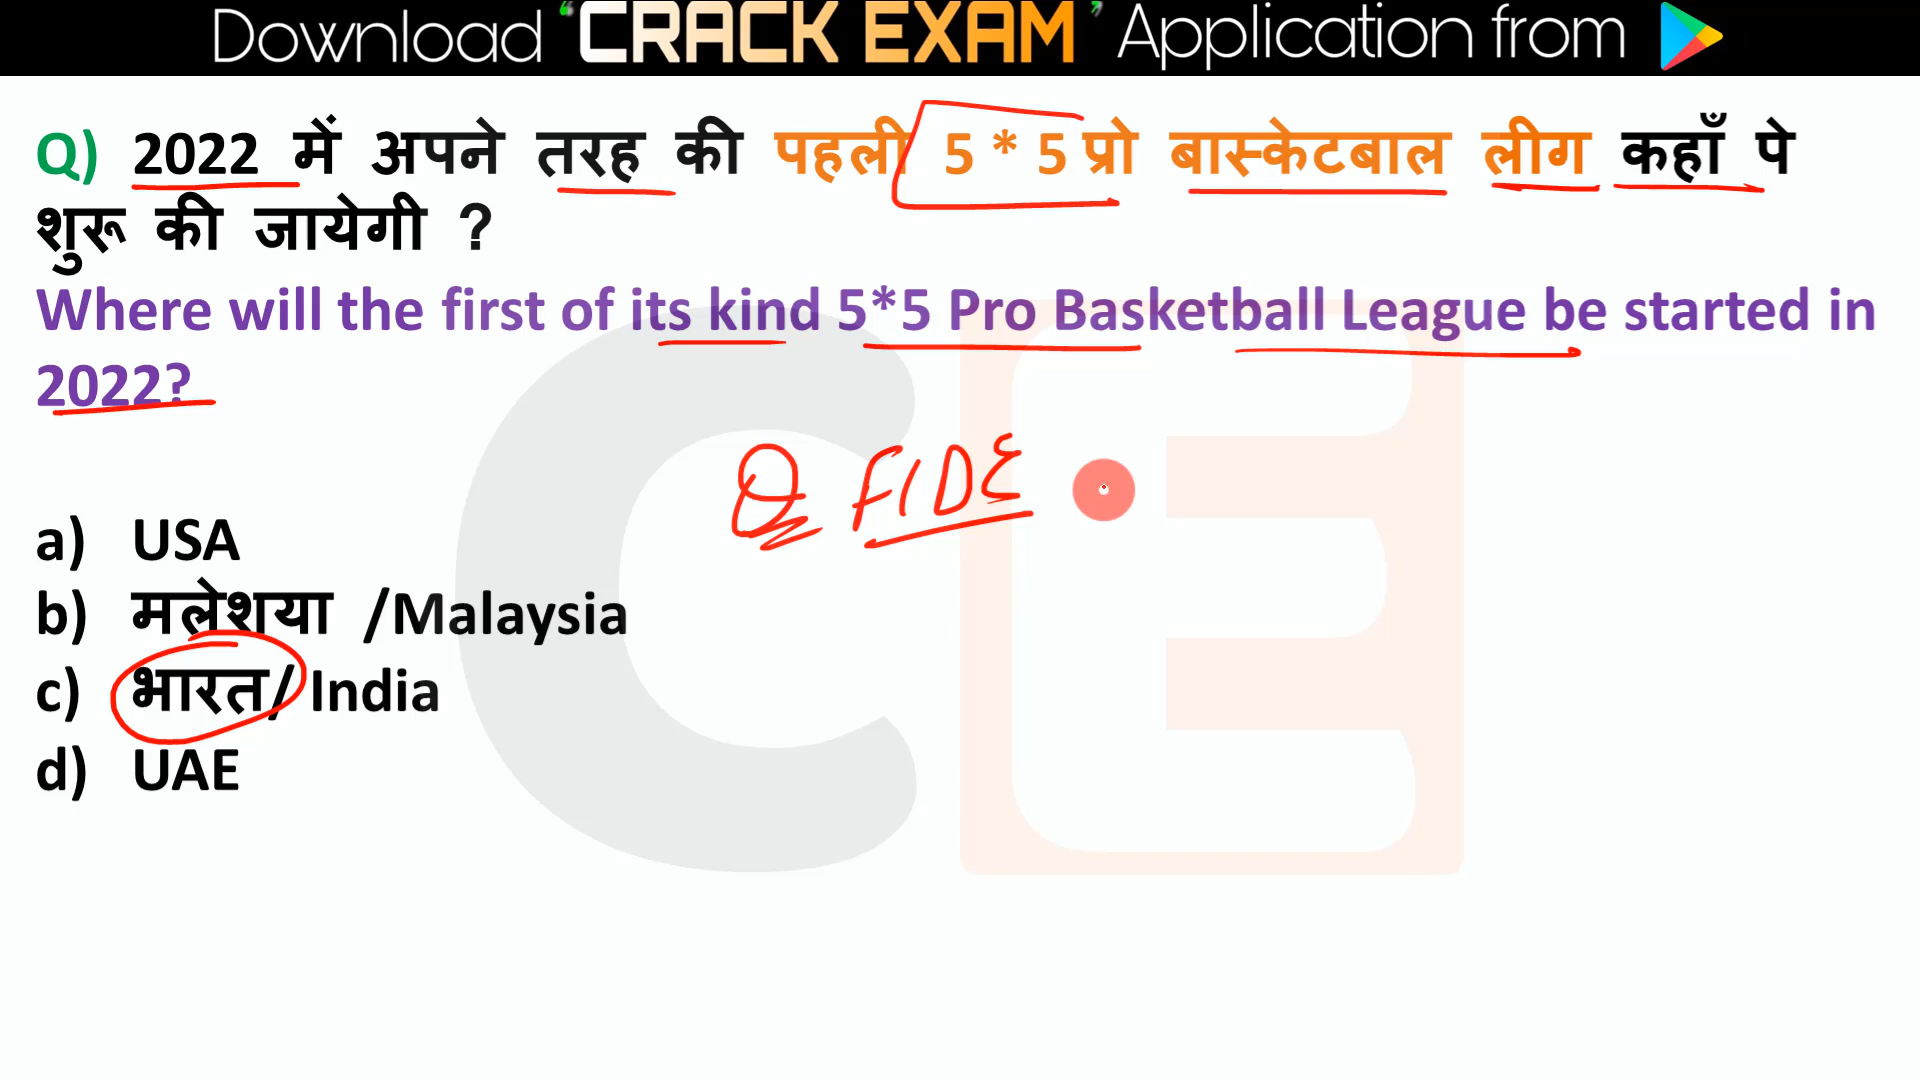 Download 'CRACK EXAM' Application from
Q) 2022 में अपने तरह की पहली 5 * 5 प्रो बास्केटबाल लीग कहाँ पे
शुरू की जायेगी ?
Where will the first of its kind 5*5 Pro Basketball League be started in
2022?
Q FIDE
a) USA
b) मलेशया /Malaysia
c) भारत/ India
d) UAE
CE